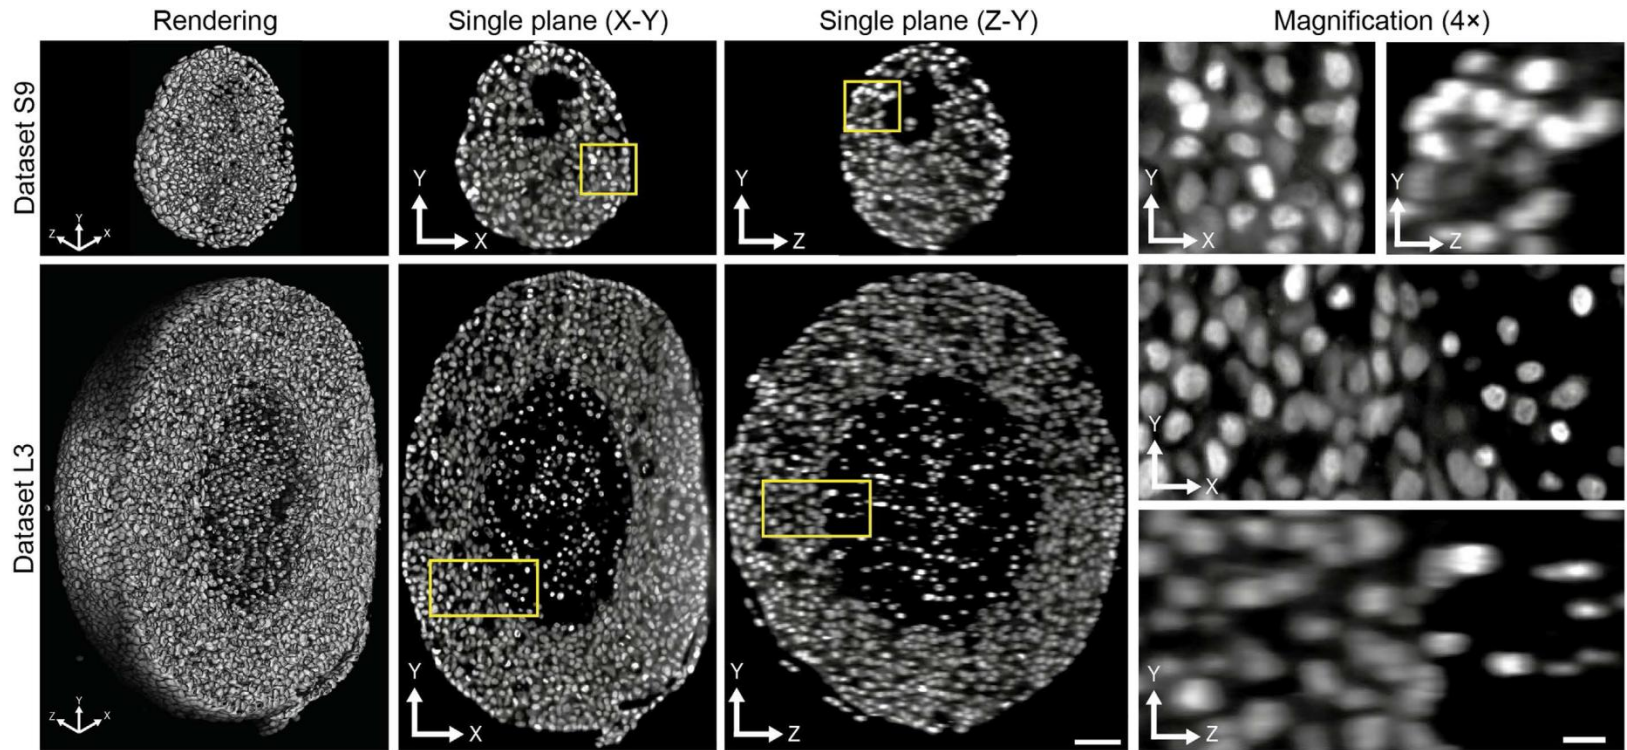 Rendering
Single plane (X-Y)
Single plane (Z-Y)
Magnification (4×)
Dataset S9
Z Y X
Y
X
Y
Z
Y
X
Y
Z
Dataset L3
Z Y X
Y
X
Y
Z
Y
X
Y
Z